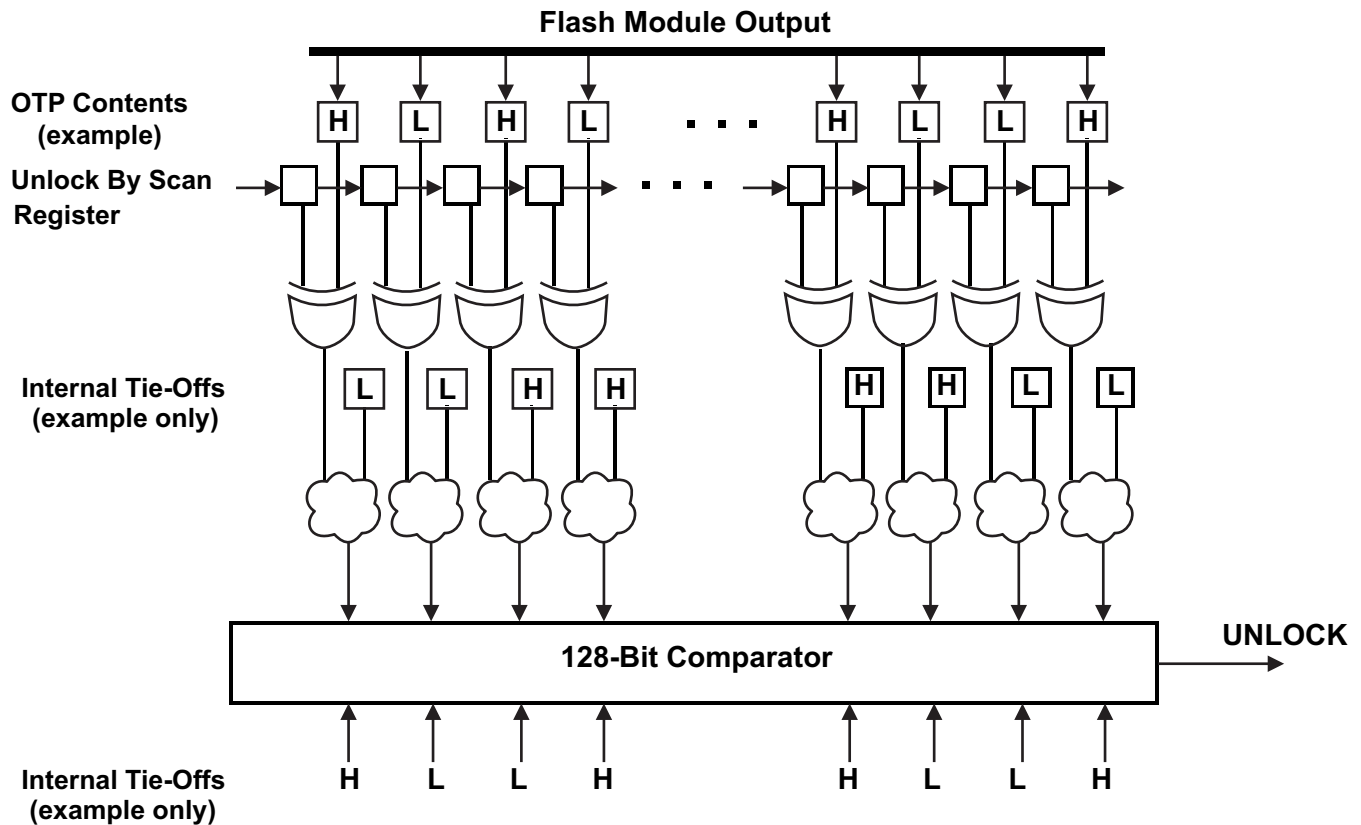 Flash Module Output
OTP Contents
(example)
H L H L . . . H L L H
Unlock By Scan
Register
. . .
Internal Tie-Offs
(example only)
L L H H H H L L
128-Bit Comparator
UNLOCK
Internal Tie-Offs
(example only)
H L L H H L L H